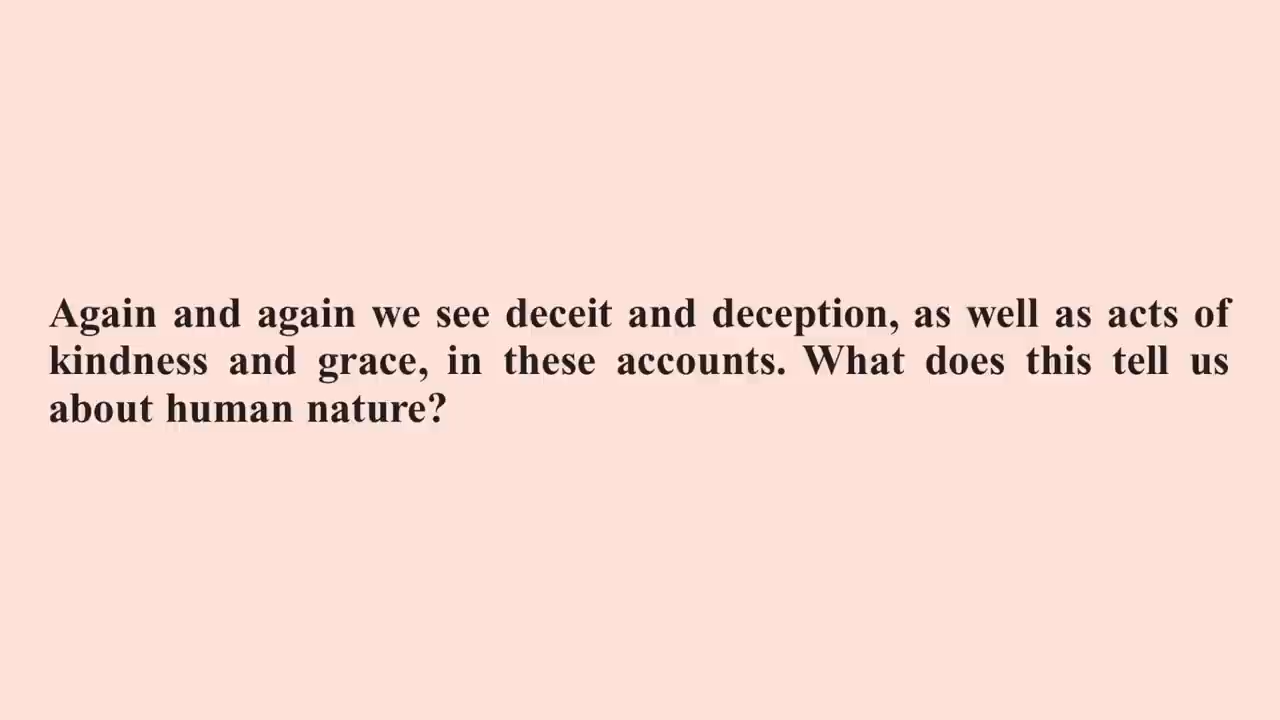 Again and again we see deceit and deception, as well as acts of
kindness and grace, in these accounts. What does this tell us
about human nature?